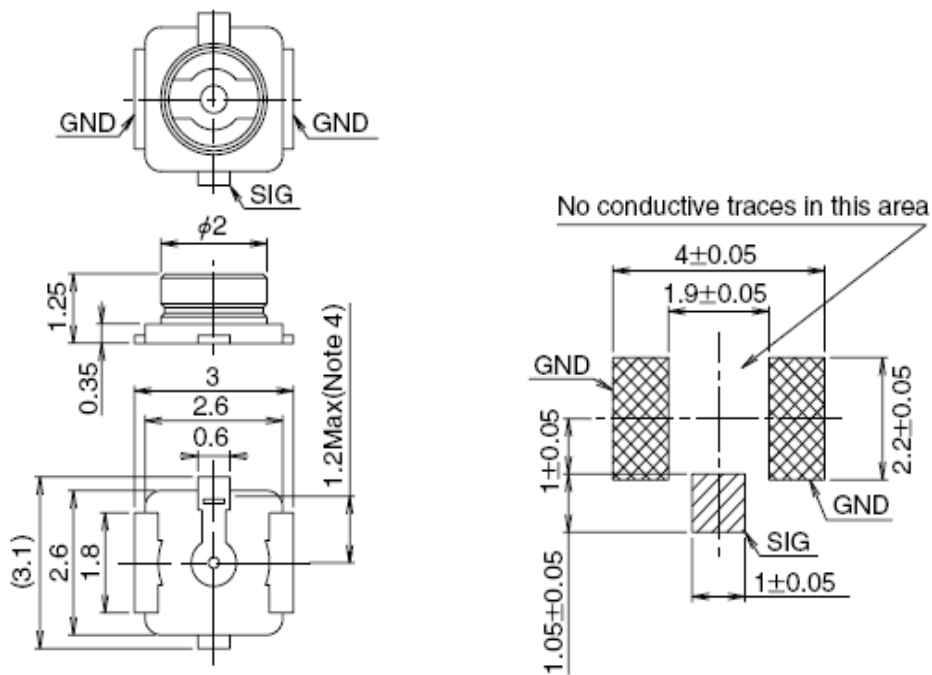 GND
GND
SIG
ϕ2
1.25
0.35
3
2.6
0.6
1.2Max(Note 4)
(3.1)
2.6
1.8
No conductive traces in this area
4±0.05
1.9±0.05
GND
2.2±0.05
1±0.05
GND
SIG
1±0.05
1.05±0.05